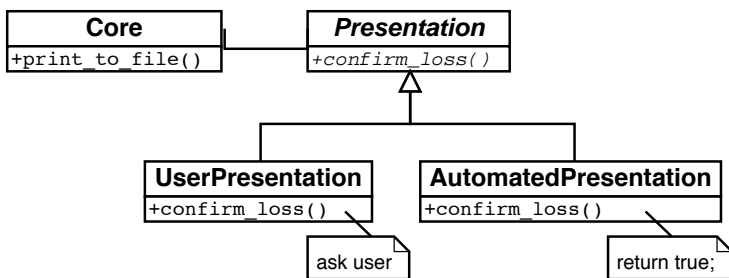 Core
+print_to_file()
Presentation
+confirm_loss()
UserPresentation
+confirm_loss()
AutomatedPresentation
+confirm_loss()
ask user
return true;